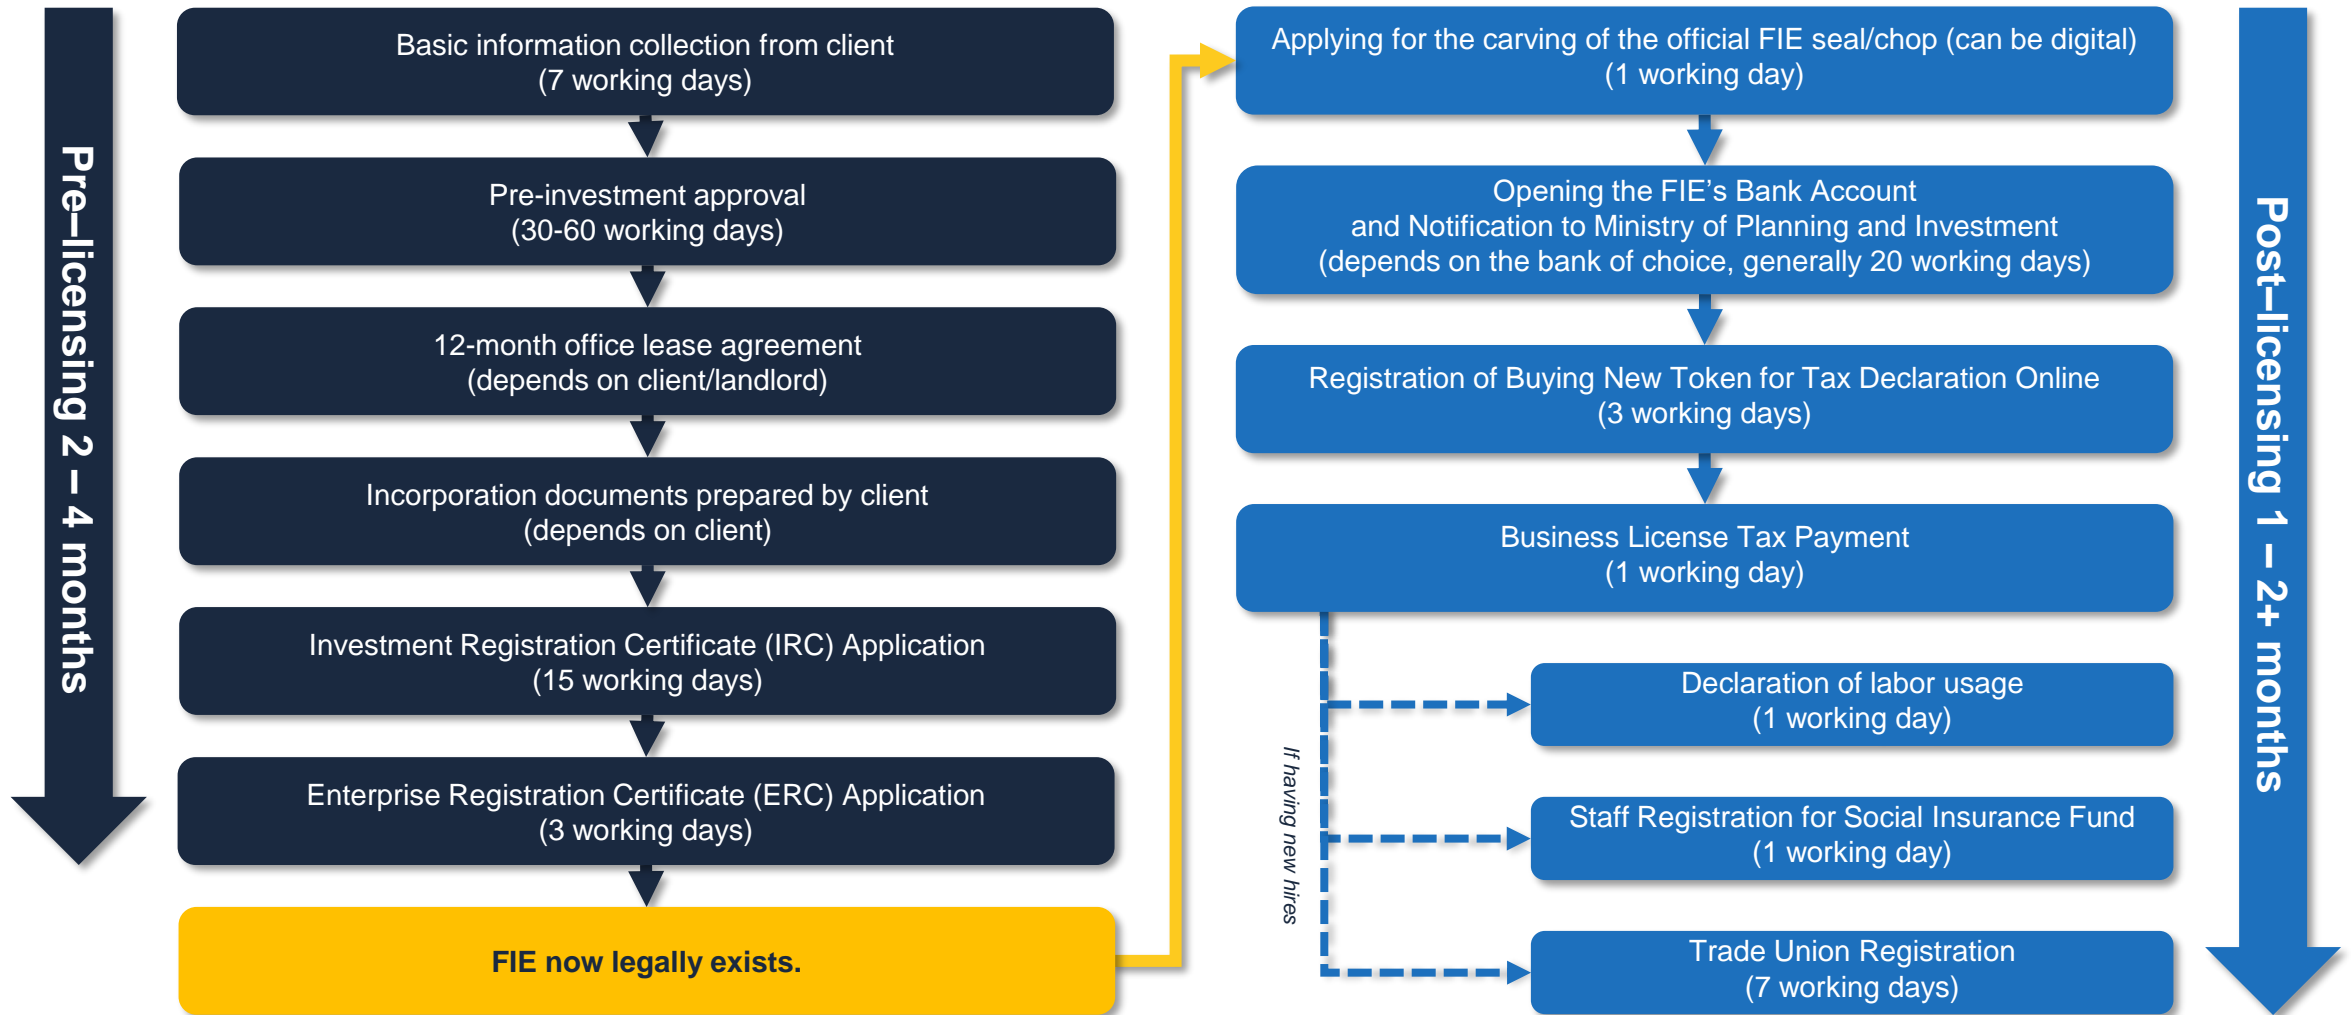 Pre–licensing 2 – 4 months
Basic information collection from client
(7 working days)
Pre-investment approval
(30-60 working days)
12-month office lease agreement
(depends on client/landlord)
Incorporation documents prepared by client
(depends on client)
Investment Registration Certificate (IRC) Application
(15 working days)
Enterprise Registration Certificate (ERC) Application
(3 working days)
FIE now legally exists.
Applying for the carving of the official FIE seal/chop (can be digital)
(1 working day)
Opening the FIE’s Bank Account
and Notification to Ministry of Planning and Investment
(depends on the bank of choice, generally 20 working days)
Registration of Buying New Token for Tax Declaration Online
(3 working days)
Business License Tax Payment
(1 working day)
If having new hires
Declaration of labor usage
(1 working day)
Staff Registration for Social Insurance Fund
(1 working day)
Trade Union Registration
(7 working days)
Post–licensing 1 – 2+ months